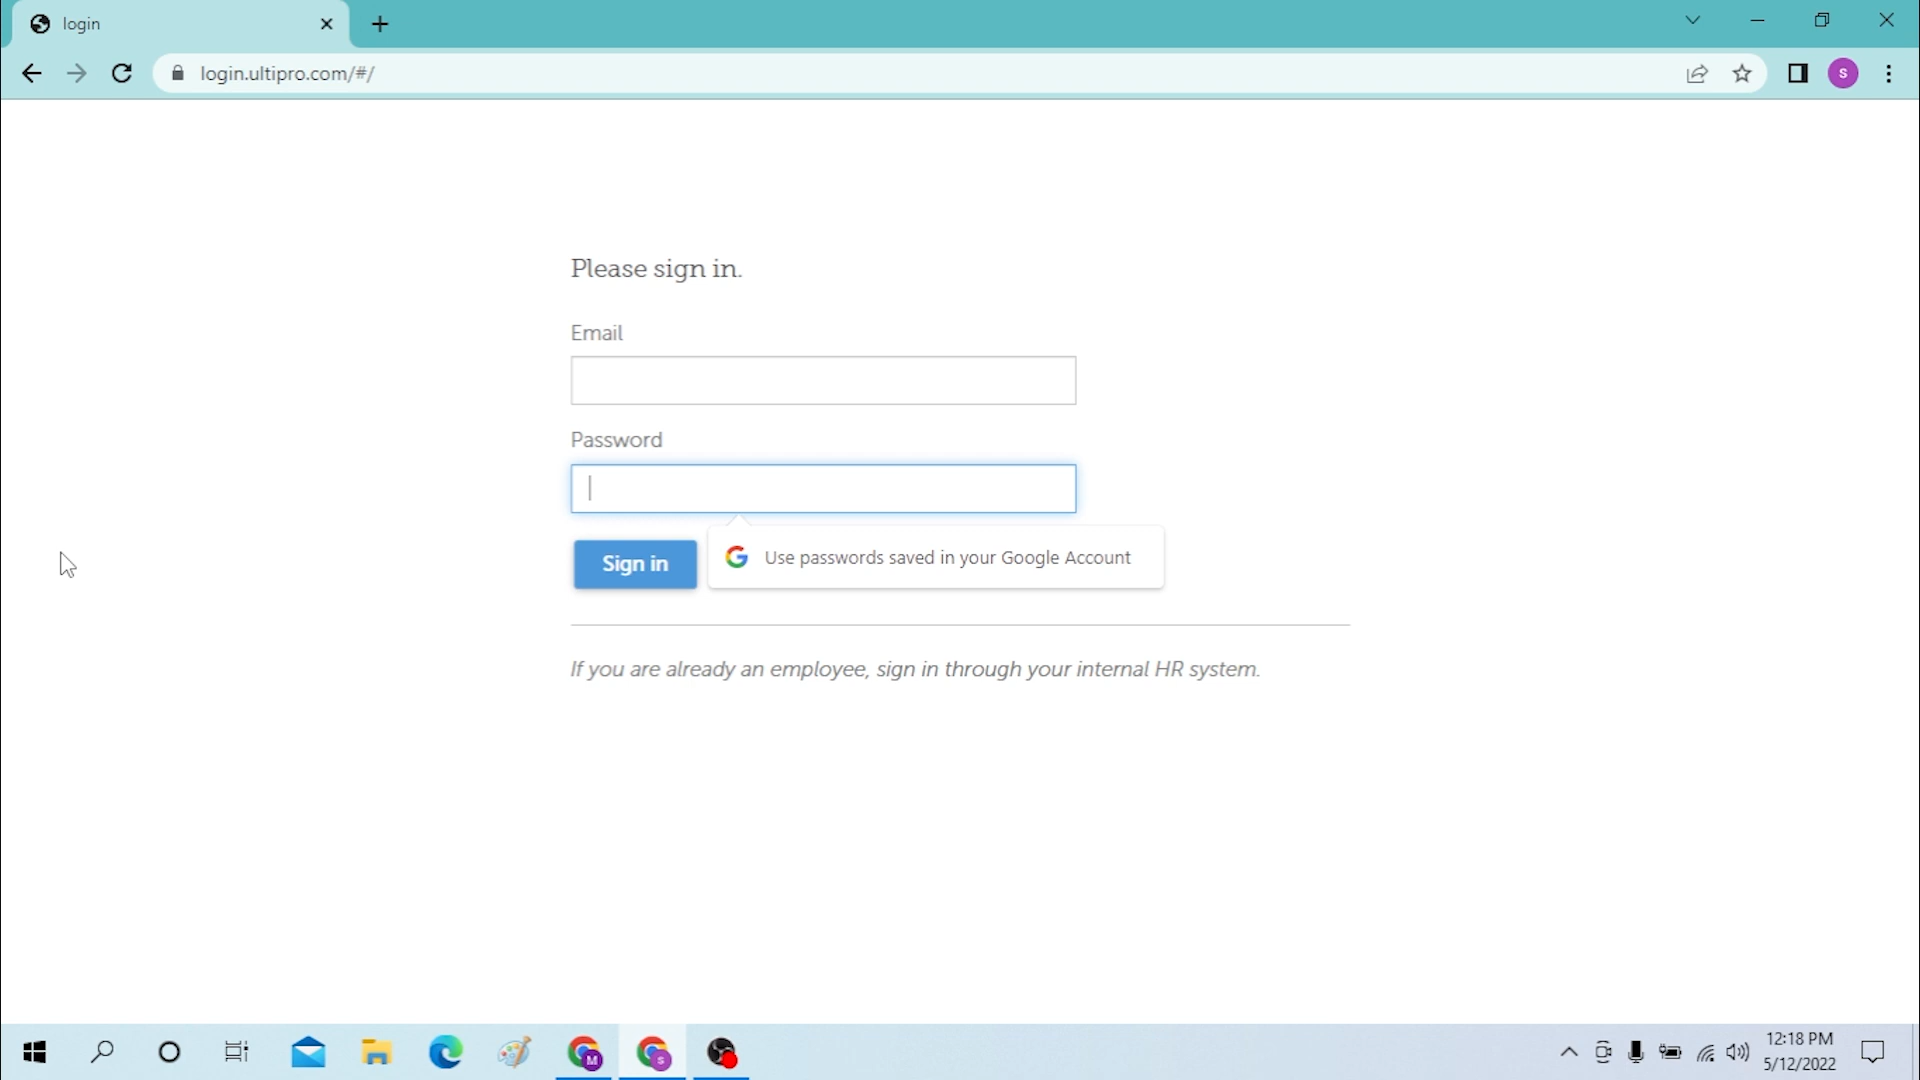 login
login.ultipro.com/#/
S
Please sign in.
Email
Password
Sign in
Use passwords saved in your Google Account
If you are already an employee, sign in through your internal HR system.
M
S
12:18 PM
5/12/2022